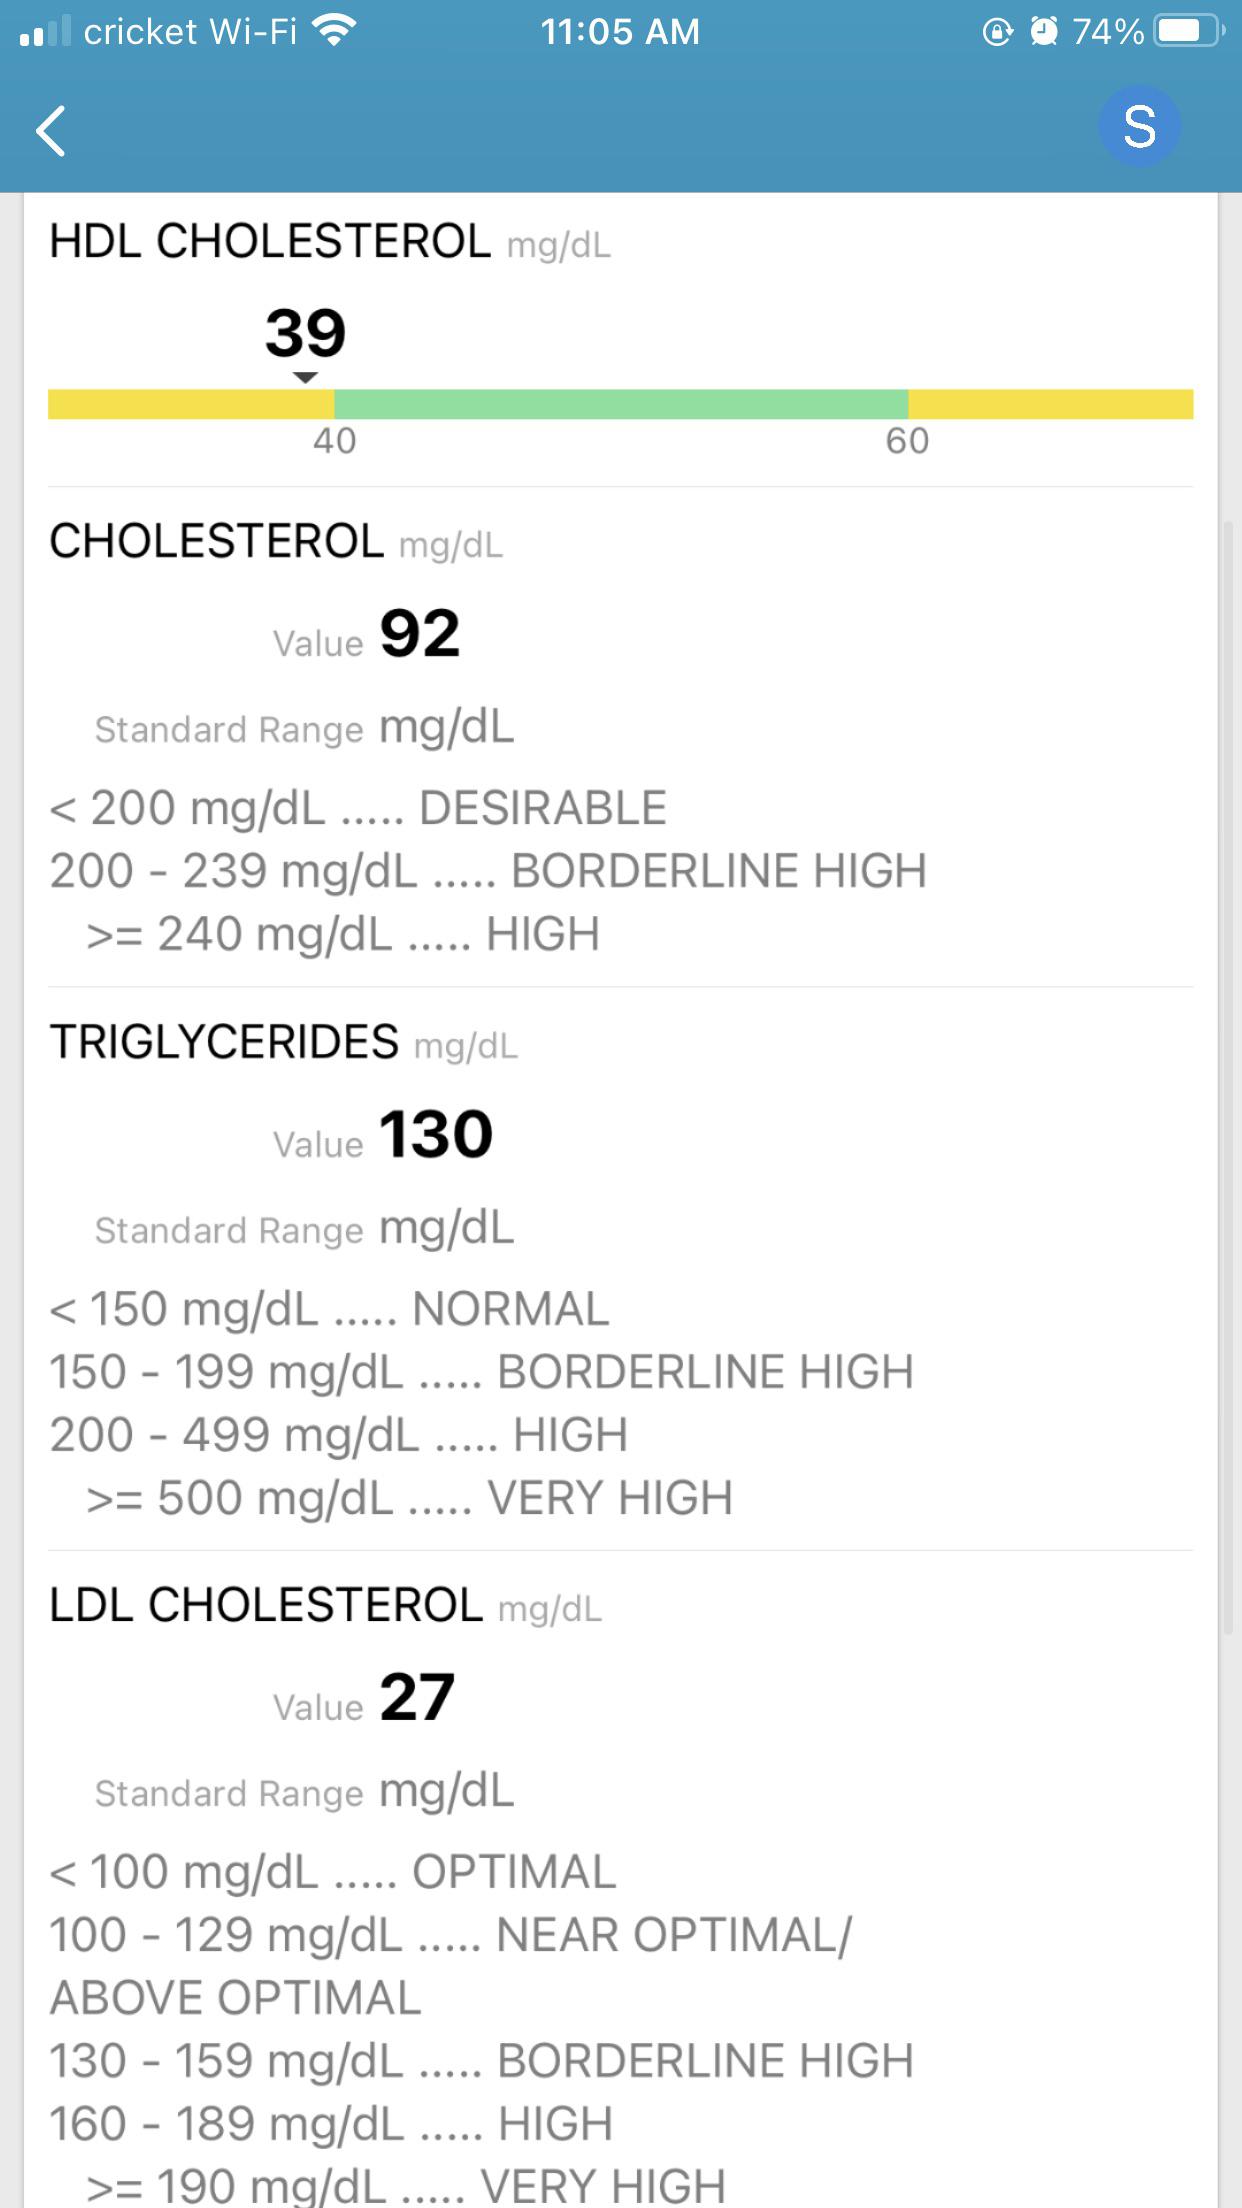 cricket Wi-Fi 11:05 AM 74%
S
HDL CHOLESTEROL mg/dL
39
40 60
CHOLESTEROL mg/dL
Value 92
Standard Range mg/dL
< 200 mg/dL ..... DESIRABLE
200 - 239 mg/dL ..... BORDERLINE HIGH
>= 240 mg/dL ..... HIGH
TRIGLYCERIDES mg/dL
Value 130
Standard Range mg/dL
< 150 mg/dL ..... NORMAL
150 - 199 mg/dL ..... BORDERLINE HIGH
200 - 499 mg/dL ..... HIGH
>= 500 mg/dL ..... VERY HIGH
LDL CHOLESTEROL mg/dL
Value 27
Standard Range mg/dL
< 100 mg/dL ..... OPTIMAL
100 - 129 mg/dL ..... NEAR OPTIMAL/
ABOVE OPTIMAL
130 - 159 mg/dL ..... BORDERLINE HIGH
160 - 189 mg/dL ..... HIGH
>= 190 mg/dL ..... VERY HIGH